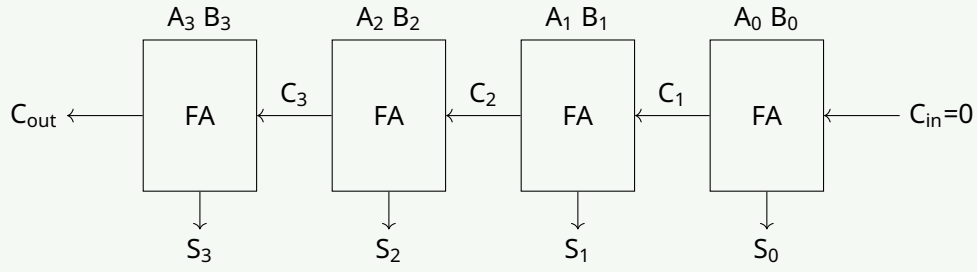 A₃ B₃ A₂ B₂ A₁ B₁ A₀ B₀
C₃ C₂ C₁
C_out FA FA FA FA C_in=0
S₃ S₂ S₁ S₀